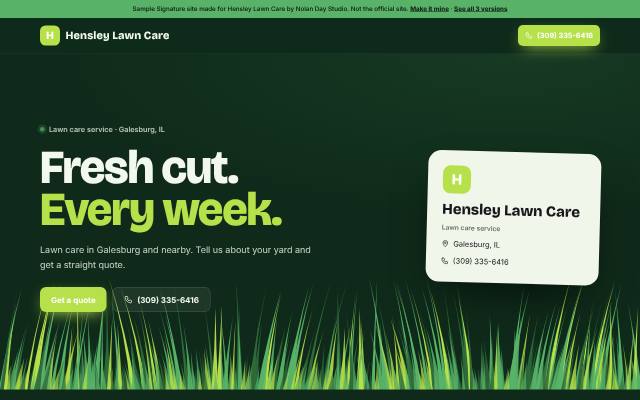 Sample Signature site made for Hensley Lawn Care by Nolan Day Studio. Not the official site. Make it mine · See all 3 versions
H Hensley Lawn Care
(309) 335-6416
Lawn care service · Galesburg, IL
Fresh cut.
Every week.
Lawn care in Galesburg and nearby. Tell us about your yard and
get a straight quote.
Get a quote
(309) 335-6416
H
Hensley Lawn Care
Lawn care service
Galesburg, IL
(309) 335-6416